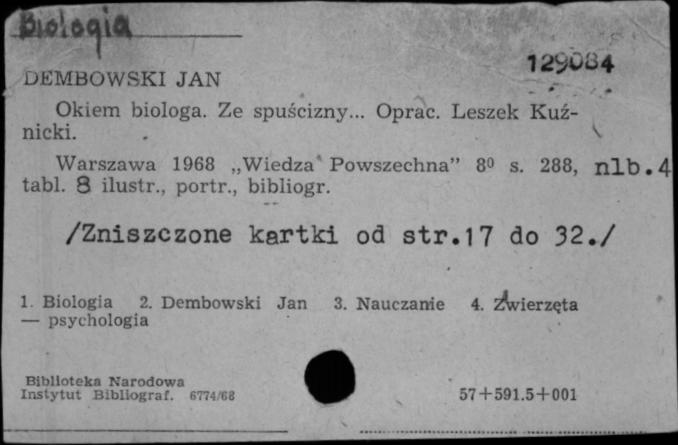 Biologia
129084
DEMBOWSKI JAN
Okiem biologa. Ze spuścizny... Oprac. Leszek Kuź-
nicki.
Warszawa 1968 „Wiedza Powszechna” 8⁰ s. 288, nlb.4
tabl. 8 ilustr., portr., bibliogr.
/Zniszczone kartki od str.17 do 32./
1. Biologia 2. Dembowski Jan 3. Nauczanie 4. Zwierzęta
— psychologia
Biblioteka Narodowa
Instytut Bibliograf. 6774/68
57+591.5+001